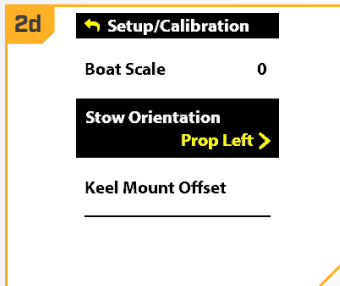 2d
Setup/Calibration
Boat Scale 0
Stow Orientation
Prop Left >
Keel Mount Offset